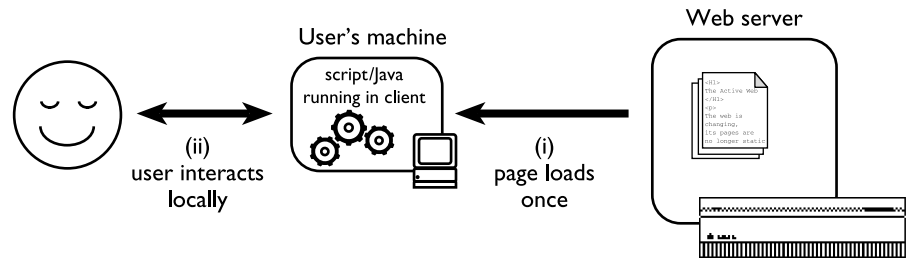 Web server
User's machine
script/Java
running in client
<H1>
The Active Web
</H1>
<p>
The web is
changing,
its pages are
no longer static
(ii)
user interacts
locally
(i)
page loads
once